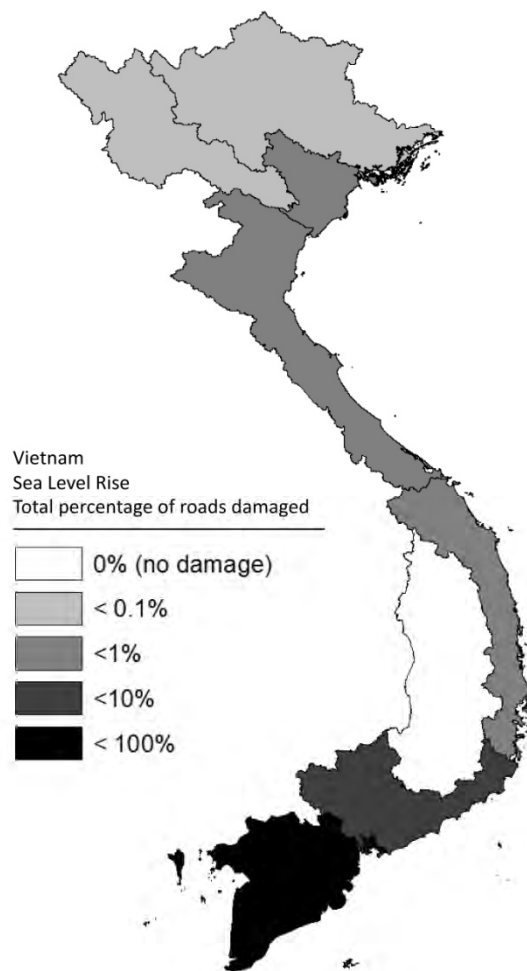 Vietnam
Sea Level Rise
Total percentage of roads damaged
0% (no damage)
< 0.1%
<1%
<10%
< 100%